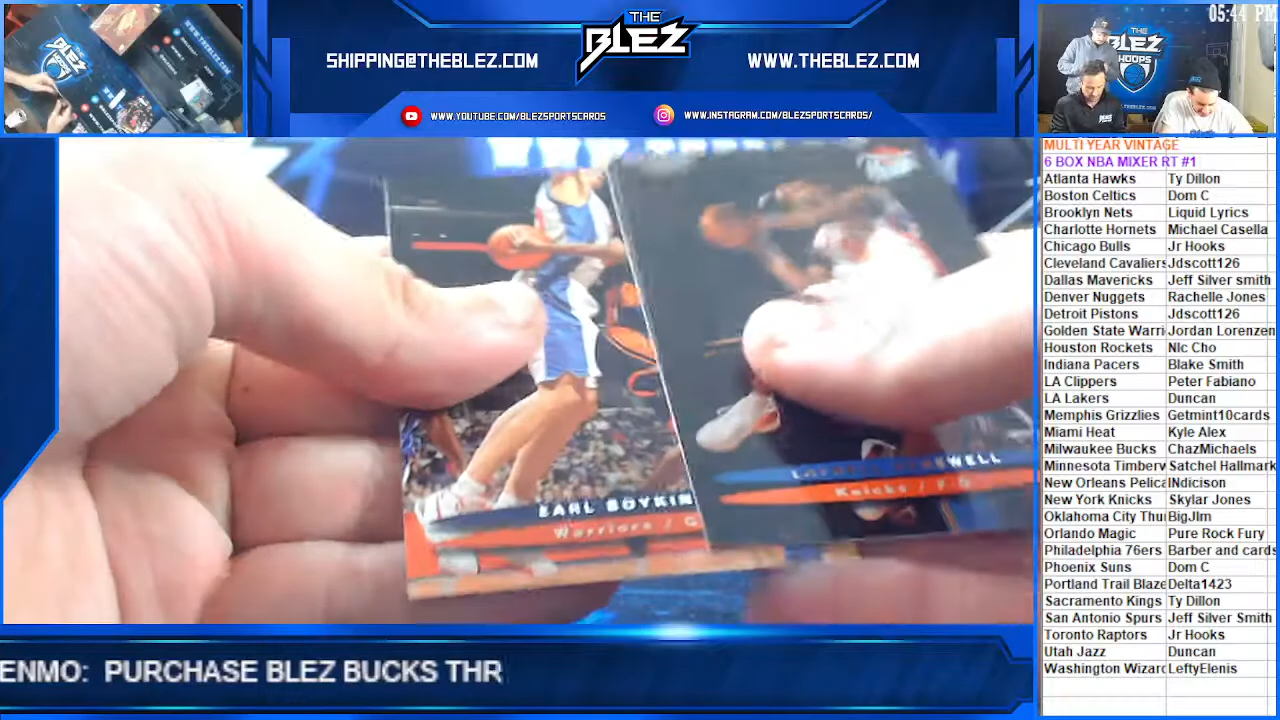 05:44 PM
THE
BLEZ
SHIPPING@THEBLEZ.COM
WWW.THEBLEZ.COM
WWW.YOUTUBE.COM/BLEZSPORTSCARDS
WWW.INSTAGRAM.COM/BLEZSPORTSCARDS/
THE
BLEZ
HOOPS
MULTI YEAR VINTAGE
6 BOX NBA MIXER RT #1
Atlanta Hawks Ty Dillon
Boston Celtics Dom C
Brooklyn Nets Liquid Lyrics
Charlotte Hornets Michael Casella
Chicago Bulls Jr Hooks
Cleveland Cavaliers Jdscott126
Dallas Mavericks Jeff Silver smith
Denver Nuggets Rachelle Jones
Detroit Pistons Jdscott126
Golden State Warri Jordan Lorenzen
Houston Rockets NIc Cho
Indiana Pacers Blake Smith
LA Clippers Peter Fabiano
LA Lakers Duncan
Memphis Grizzlies Getmint10cards
Miami Heat Kyle Alex
Milwaukee Bucks ChazMichaels
Minnesota Timberw Satchel Hallmark
New Orleans Pelica INdicison
New York Knicks Skylar Jones
Oklahoma City Thu BigJIm
Orlando Magic Pure Rock Fury
Philadelphia 76ers Barber and cards
Phoenix Suns Dom C
Portland Trail Blaze Delta1423
Sacramento Kings Ty Dillon
San Antonio Spurs Jeff Silver Smith
Toronto Raptors Jr Hooks
Utah Jazz Duncan
Washington Wizard LeftyElenis
EARL BOYKIN
Warriors / G
Knicks /
ENMO: PURCHASE BLEZ BUCKS THR